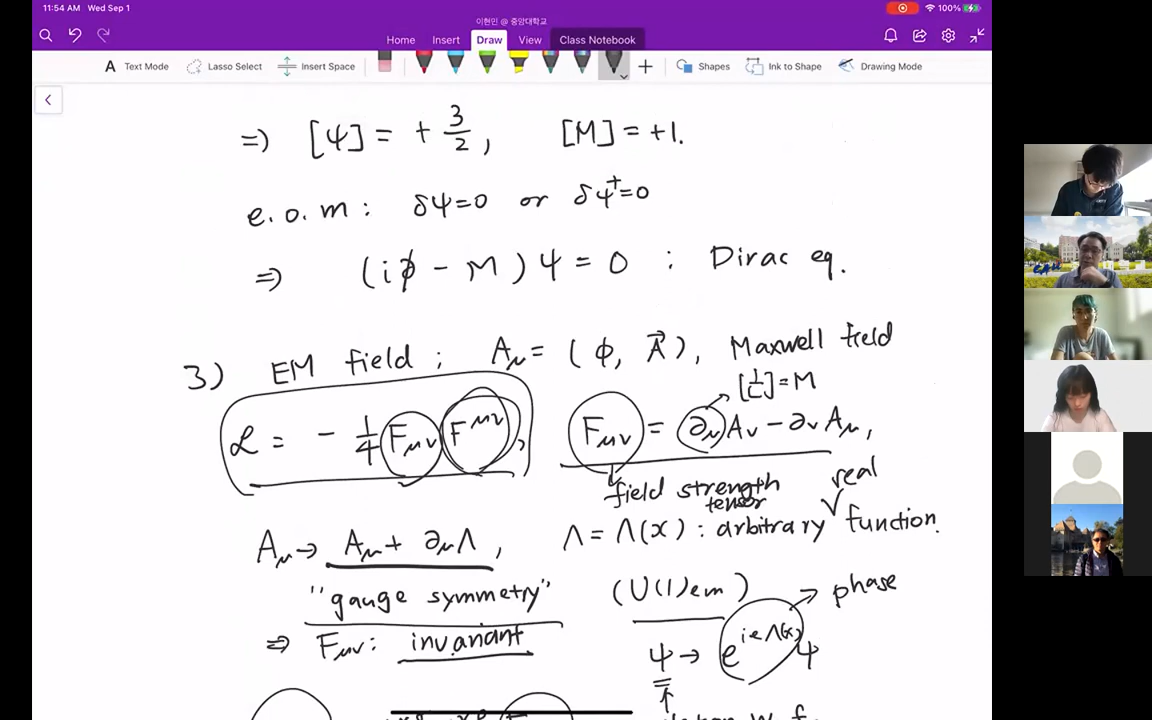 11:54 AM Wed Sep 1
100%
이현민 @ 중앙대학교
Home Insert Draw View Class Notebook
Text Mode Lasso Select Insert Space Shapes Ink to Shape Drawing Mode
=) [ψ] = + 3/2, [M] = +1.
e.o.m : δψ=0 or δψ†=0
⇒ (i∂̸ - M) ψ = 0 : Dirac eq.
3) EM field ; Aμ = (ϕ, A⃗), Maxwell field
[1/L] = M
ℒ = - 1/4 Fμν F^μν, Fμν = ∂μ Aν - ∂ν Aμ,
field strength tensor
real
Aμ → Aμ + ∂μΛ, Λ = Λ(x) : arbitrary function.
"gauge symmetry" (U(1)em) phase
⇒ Fμν : invariant
ψ → e^{ieΛ(x)} ψ